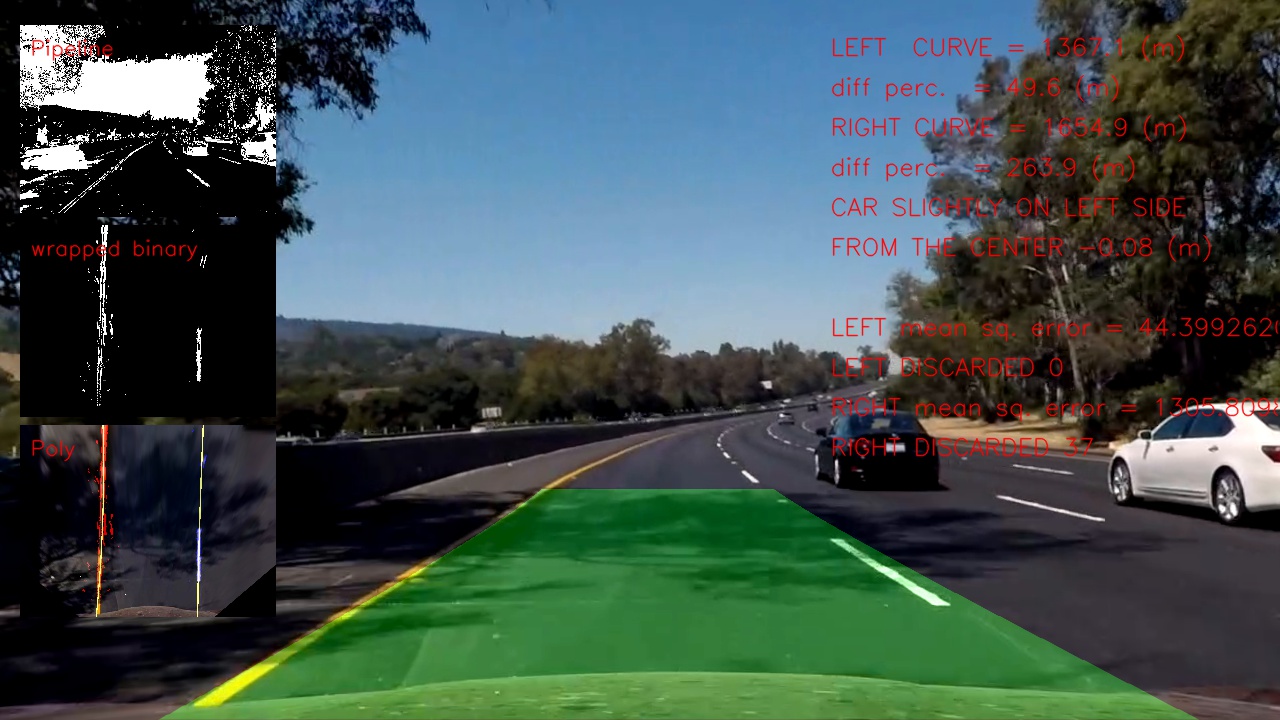 Pipeline
wrapped binary
Poly
LEFT CURVE = 1367.1 (m)
diff perc. = 49.6 (m)
RIGHT CURVE = 1654.9 (m)
diff perc. = 263.9 (m)
CAR SLIGHTLY ON LEFT SIDE =
FROM THE CENTER -0.08 (m)
LEFT mean sq. error = 44.3992620
LEFT DISCARDED 0
RIGHT mean sq. error = 1305.809
RIGHT DISCARDED 37